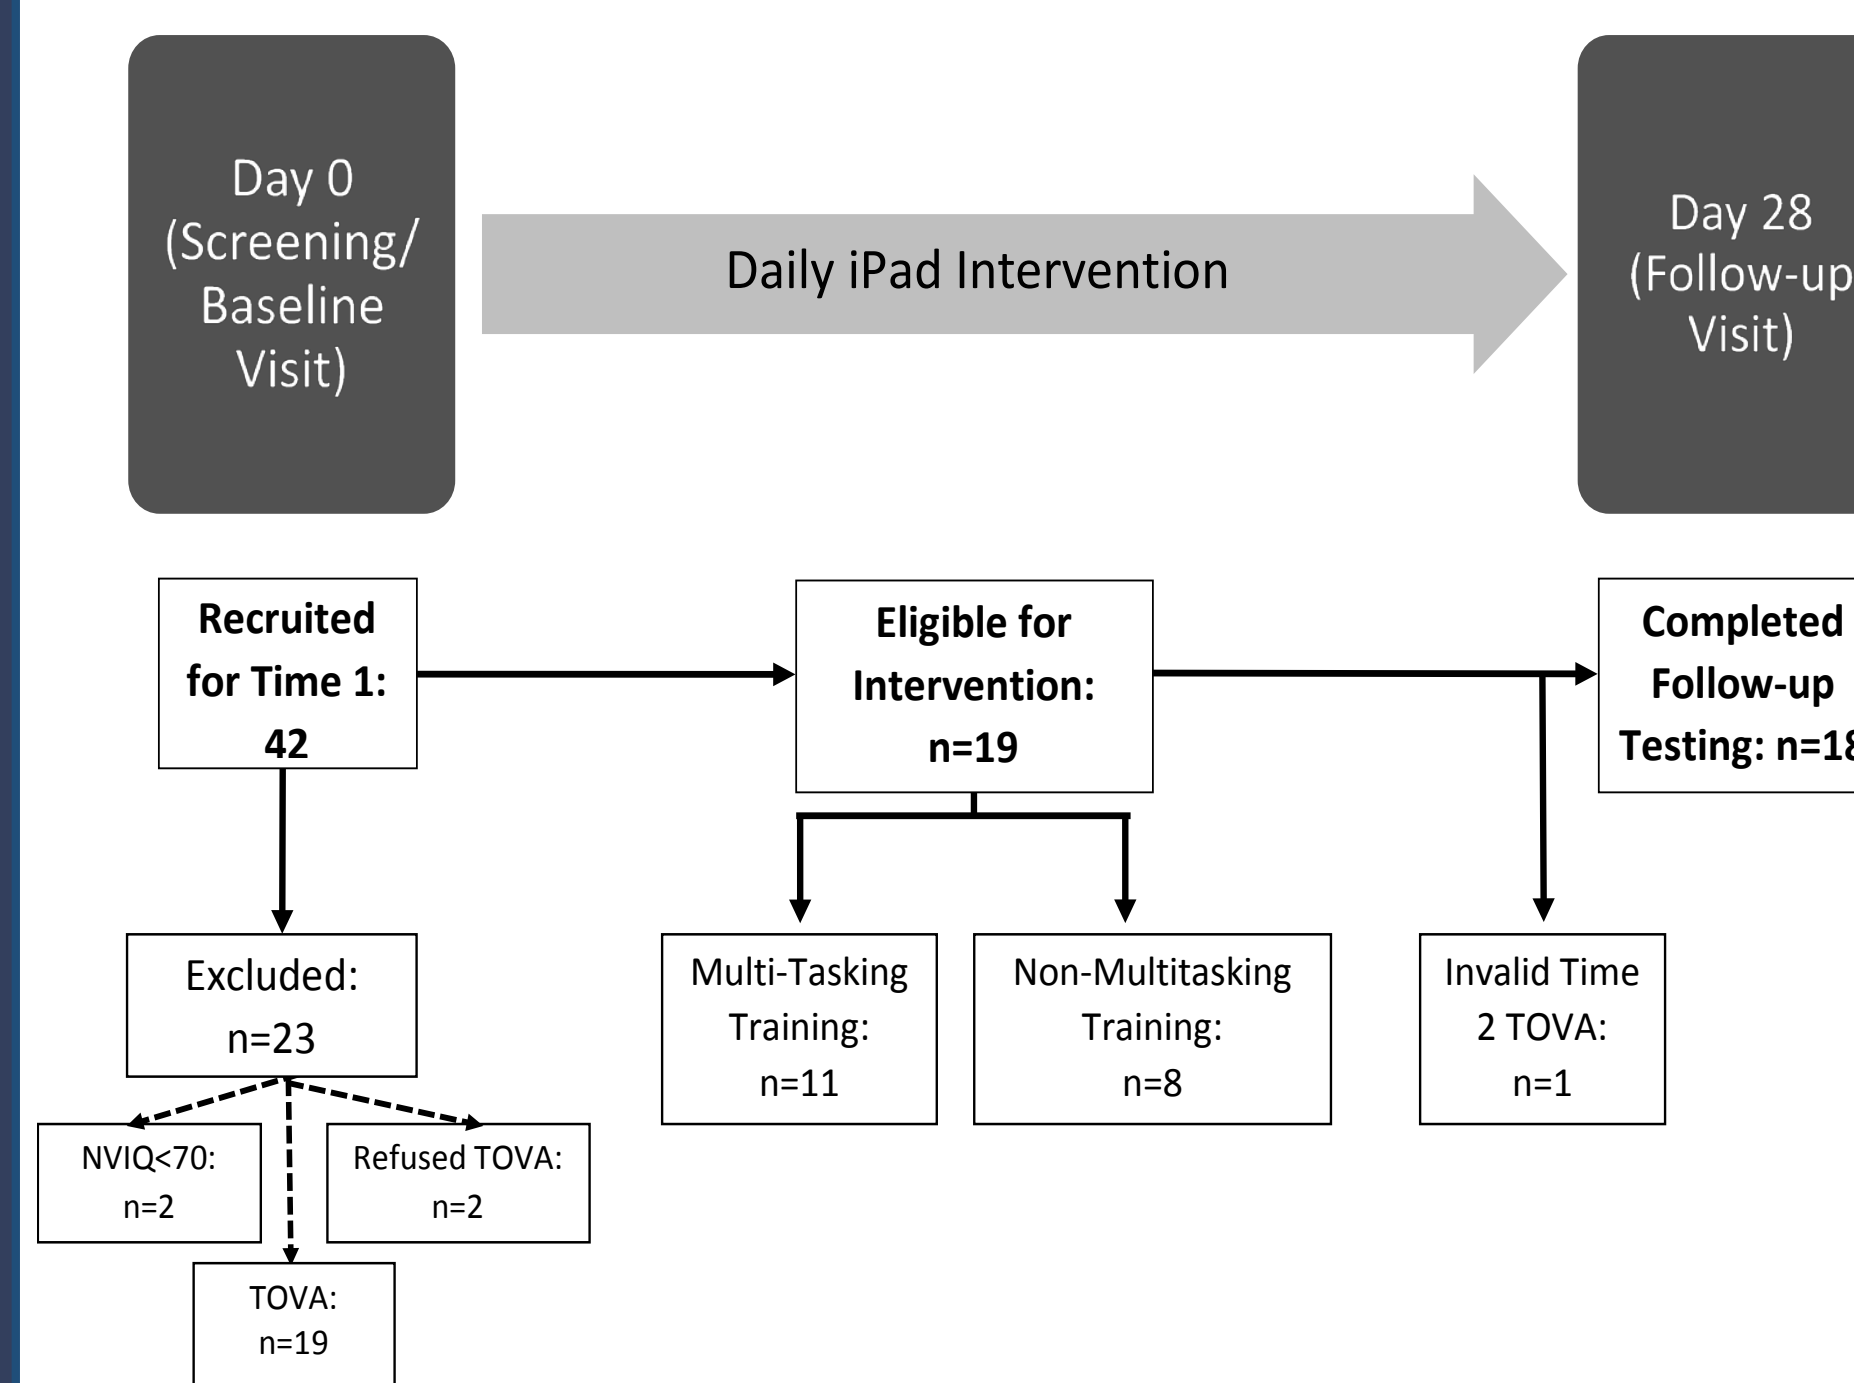 Day 0
(Screening/
Baseline
Visit)
Daily iPad Intervention
Day 28
(Follow-up
Visit)
Recruited
for Time 1:
42
Eligible for
Intervention:
n=19
Completed
Follow-up
Testing: n=18
Excluded:
n=23
Multi-Tasking
Training:
n=11
Non-Multitasking
Training:
n=8
Invalid Time
2 TOVA:
n=1
NVIQ<70:
n=2
Refused TOVA:
n=2
TOVA:
n=19